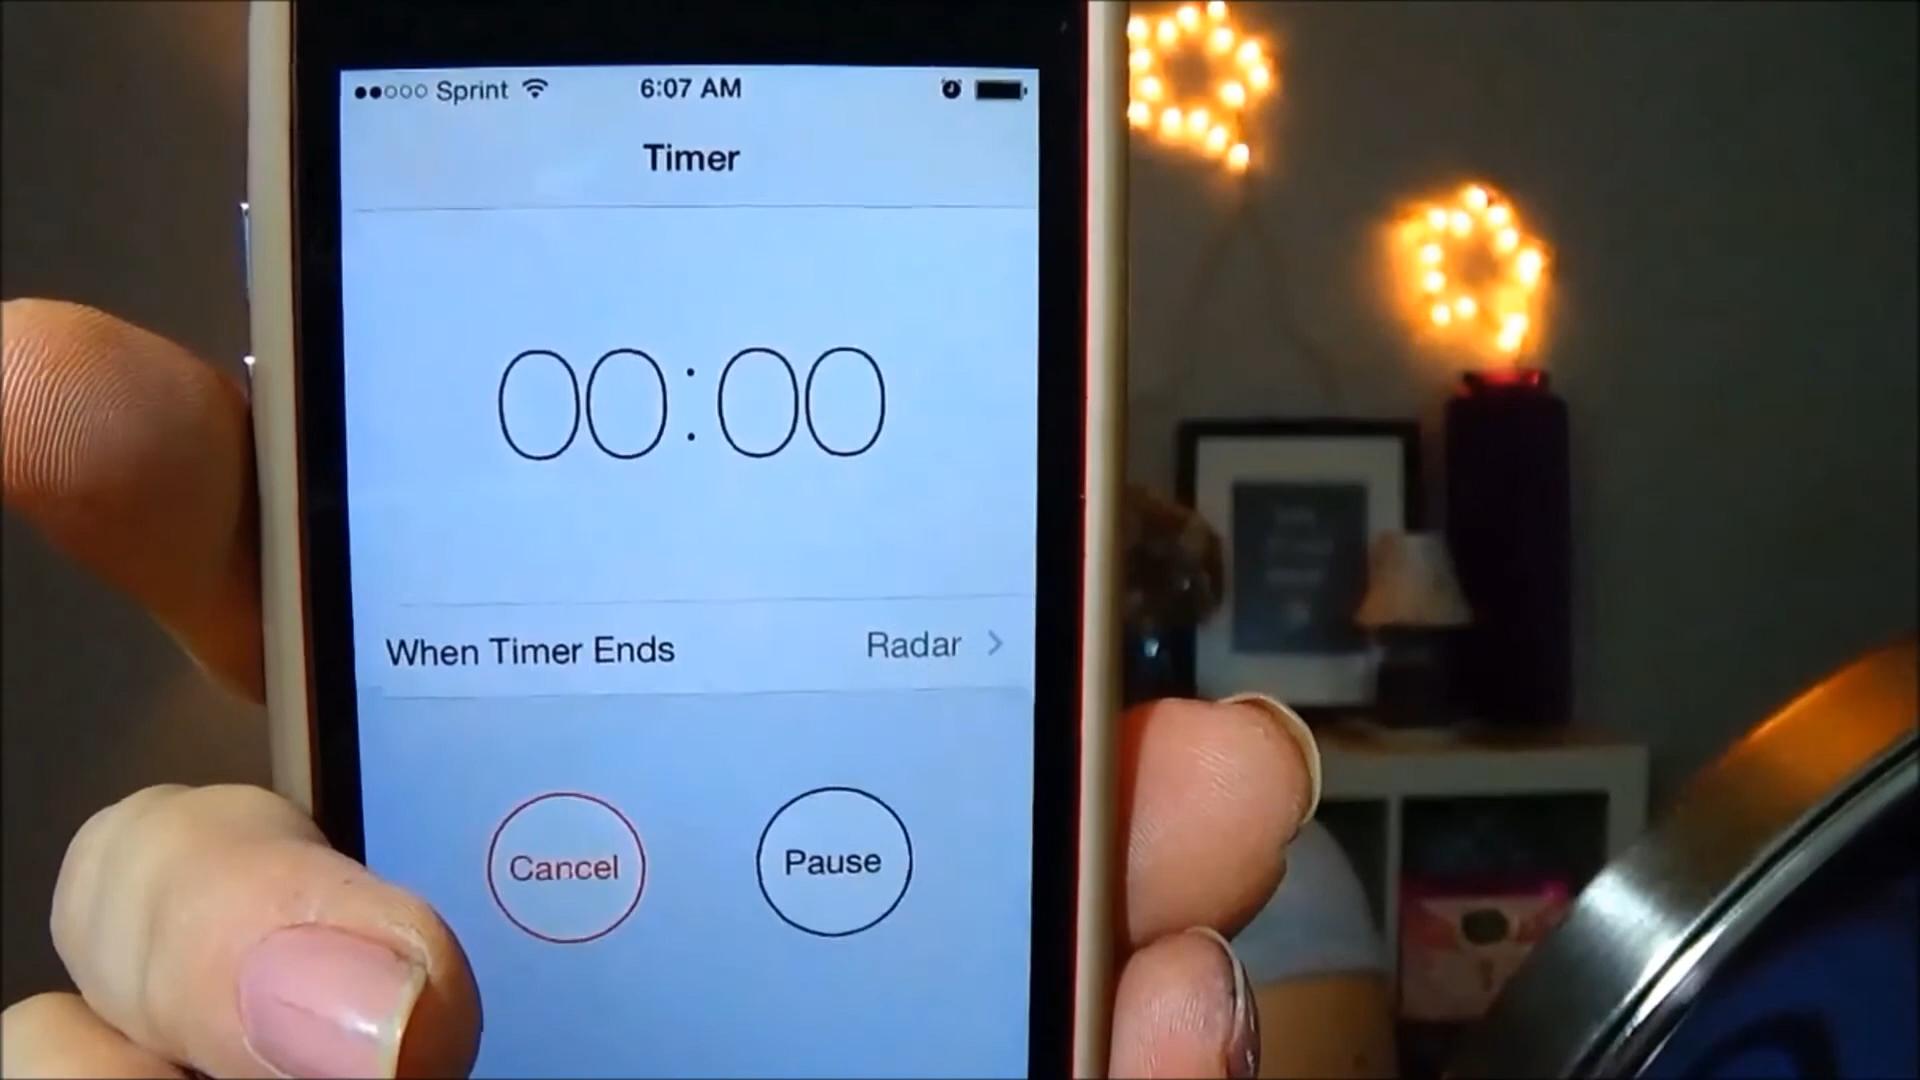 Sprint 6:07 AM
Timer
00:00
When Timer Ends Radar >
Cancel Pause